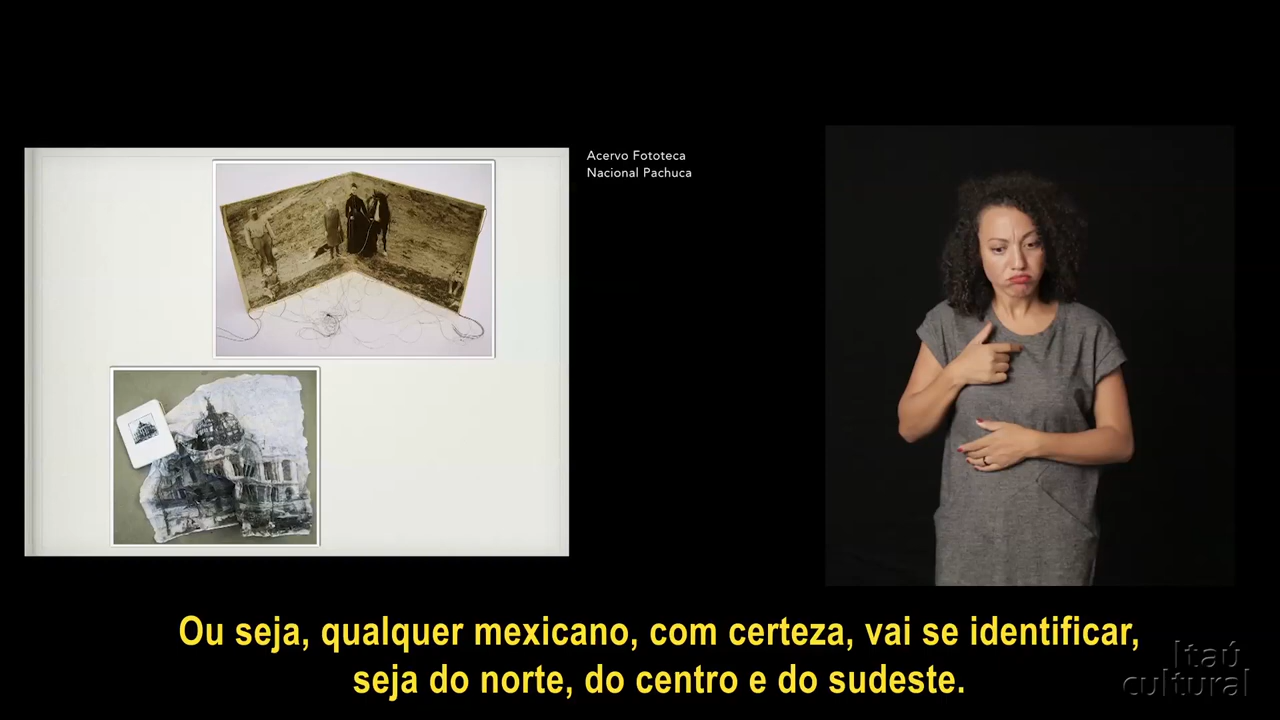 Acervo Fototeca
Nacional Pachuca
Ou seja, qualquer mexicano, com certeza, vai se identificar,
seja do norte, do centro e do sudeste.
Itaú
cultural